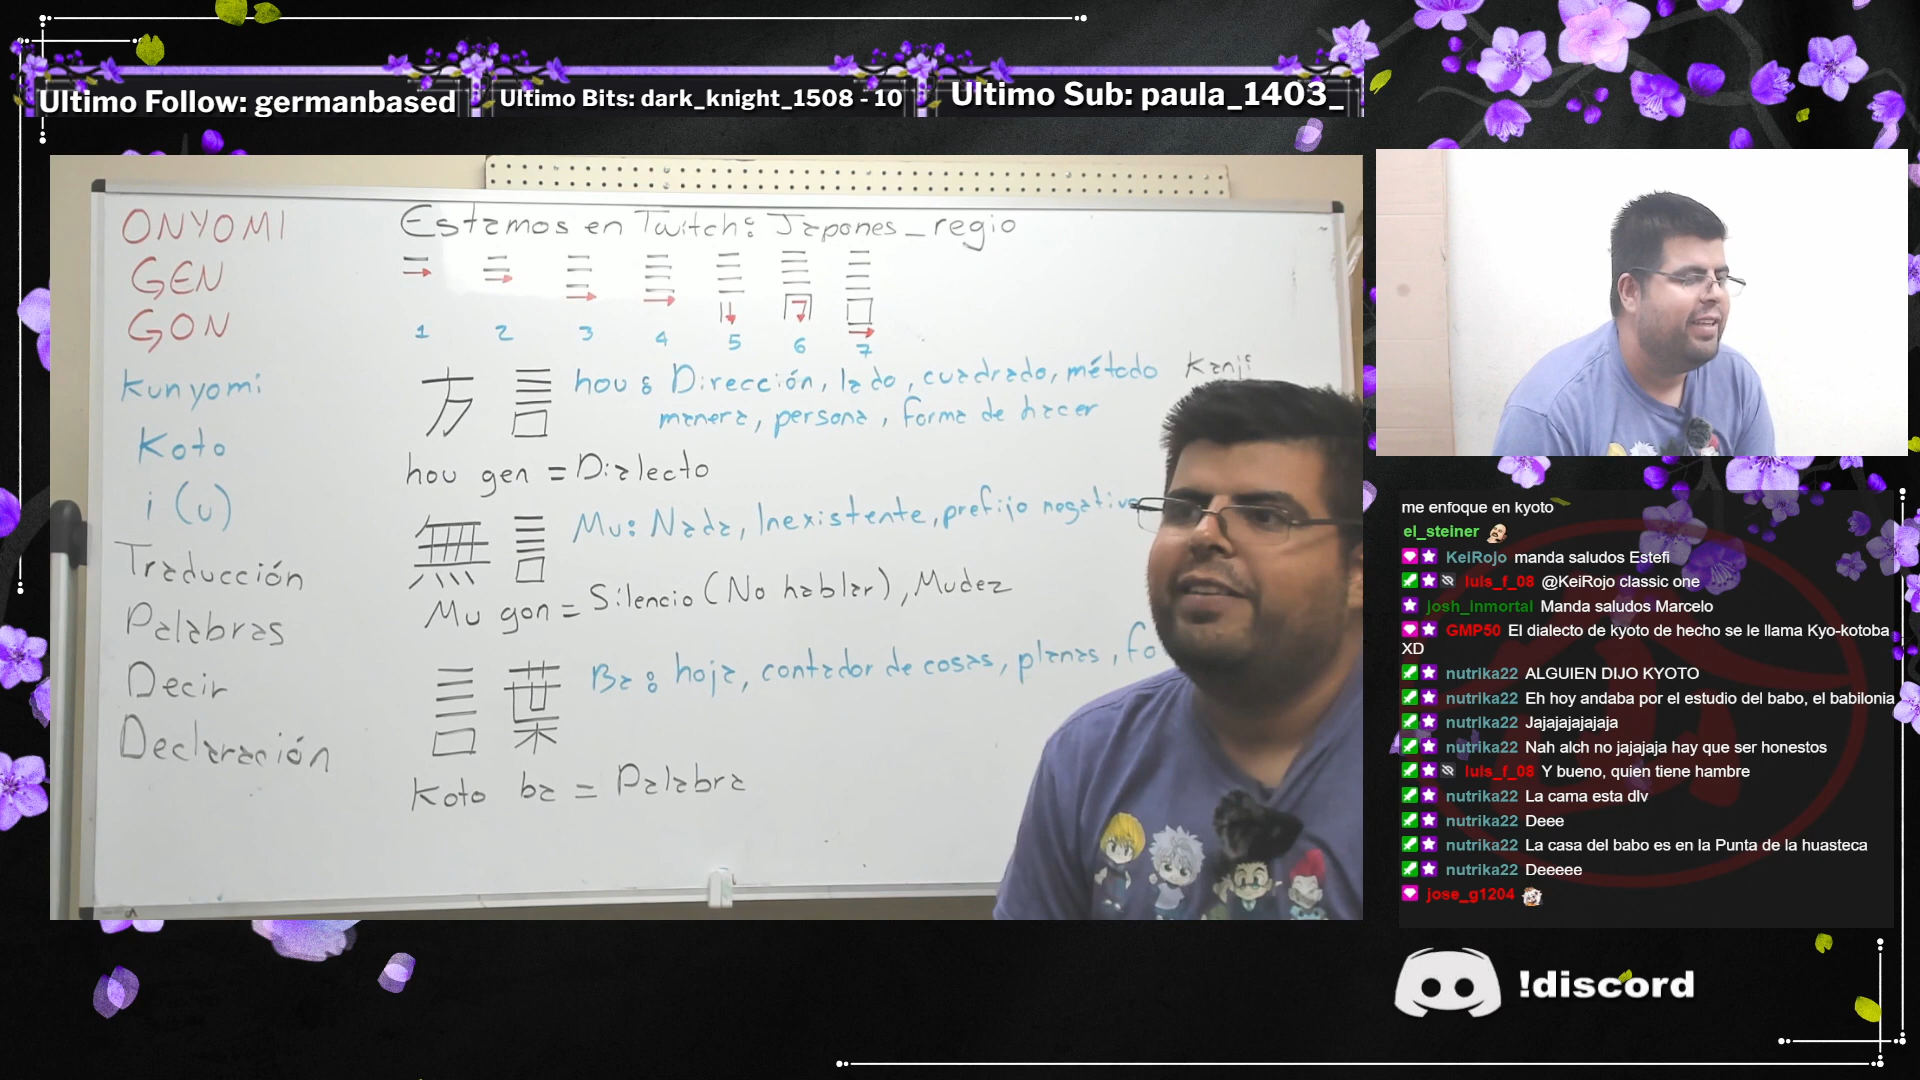 Ultimo Follow: germanbased
Ultimo Bits: dark_knight_1508 - 10
Ultimo Sub: paula_1403_
ONYOMI
GEN
GON
Kunyomi
Koto
i (u)
Traducción
Palabras
Decir
Declaración
Estamos en Twitch: Japones_regio
1 2 3 4 5 6 7
方言 hou: Dirección, lado, cuadrado, método Kanji
manera, persona, forma de hacer
hou gen = Dialecto
無言 Mu: Nada, Inexistente, prefijo negativo
Mu gon = Silencio (No hablar), Mudez
言葉 Ba: hoja, contador de cosas, planas, fo
Koto ba = Palabra
me enfoque en kyoto
el_steiner
KeiRojo manda saludos Estefi
luis_f_08 @KeiRojo classic one
josh_inmortal Manda saludos Marcelo
GMP50 El dialecto de kyoto de hecho se le llama Kyo-kotoba
XD
nutrika22 ALGUIEN DIJO KYOTO
nutrika22 Eh hoy andaba por el estudio del babo, el babilonia
nutrika22 Jajajajajajaja
nutrika22 Nah alch no jajajaja hay que ser honestos
luis_f_08 Y bueno, quien tiene hambre
nutrika22 La cama esta dlv
nutrika22 Deee
nutrika22 La casa del babo es en la Punta de la huasteca
nutrika22 Deeeee
jose_g1204
!discord